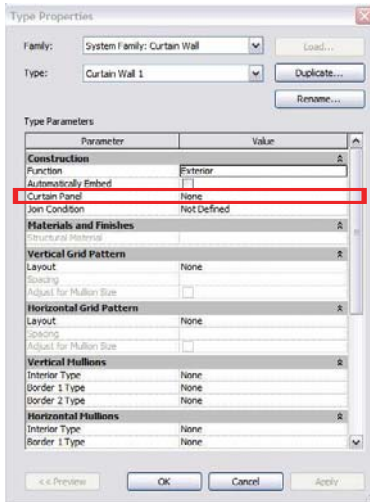 Type Properties
Family: System Family: Curtain Wall Load...
Type: Curtain Wall 1 Duplicate...
Rename...
Type Parameters
Parameter Value
Construction
Function Exterior
Automatically Embed
Curtain Panel None
Join Condition Not Defined
Materials and Finishes
Structural Material
Vertical Grid Pattern
Layout None
Spacing
Adjust for Mullion Size
Horizontal Grid Pattern
Layout None
Spacing
Adjust for Mullion Size
Vertical Mullions
Interior Type None
Border 1 Type None
Border 2 Type None
Horizontal Mullions
Interior Type None
Border 1 Type None
<< Preview OK Cancel Apply